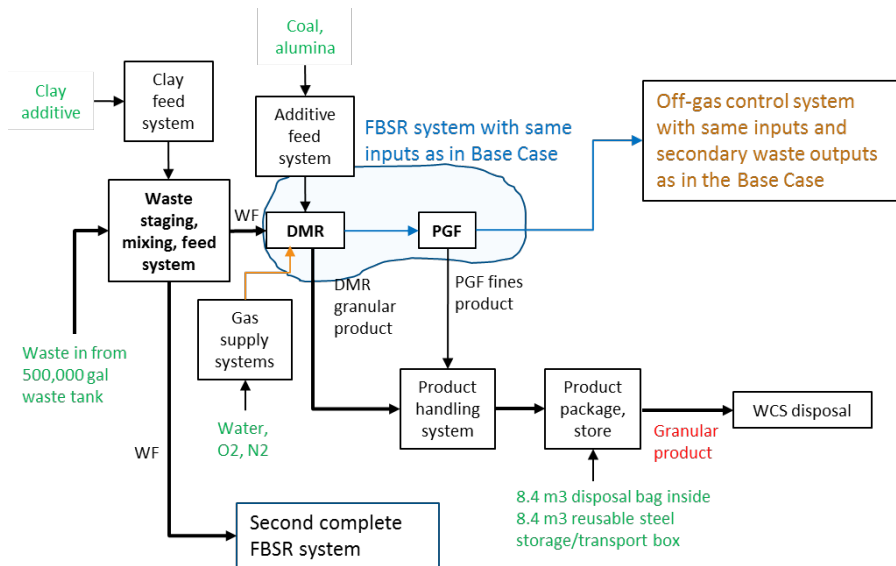 Coal,
alumina
Clay
additive
Clay
feed
system
Additive
feed
system
FBSR system with same
inputs as in Base Case
Off-gas control system
with same inputs and
secondary waste outputs
as in the Base Case
Waste
staging,
mixing, feed
system
WF
DMR
PGF
DMR
granular
product
PGF fines
product
Waste in from
500,000 gal
waste tank
Gas
supply
systems
Water,
O2, N2
Product
handling
system
Product
package,
store
Granular
product
WCS disposal
WF
8.4 m3 disposal bag inside
8.4 m3 reusable steel
storage/transport box
Second complete
FBSR system